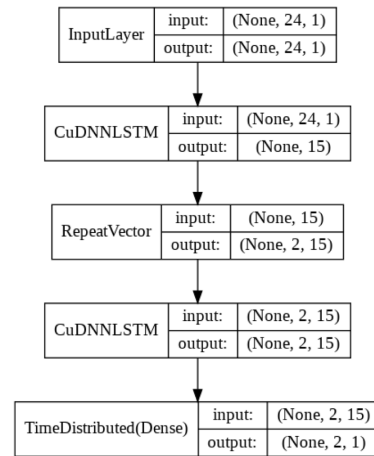 InputLayer input: (None, 24, 1)
output: (None, 24, 1)
CuDNNLSTM input: (None, 24, 1)
output: (None, 15)
RepeatVector input: (None, 15)
output: (None, 2, 15)
CuDNNLSTM input: (None, 2, 15)
output: (None, 2, 15)
TimeDistributed(Dense) input: (None, 2, 15)
output: (None, 2, 1)